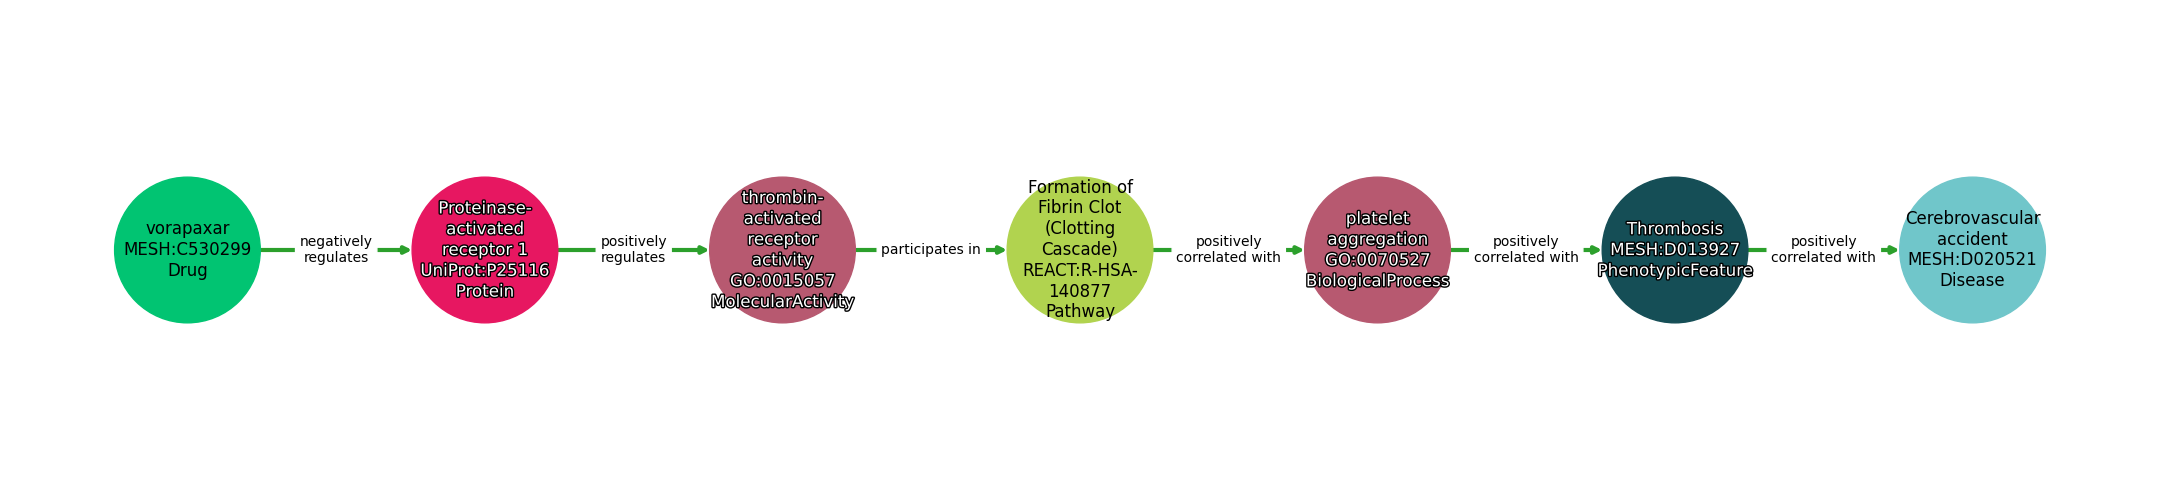 vorapaxar
MESH:C530299
Drug
negatively
regulates
Proteinase-
activated
receptor 1
UniProt:P25116
Protein
positively
regulates
thrombin-
activated
receptor
activity
GO:0015057
MolecularActivity
participates in
Formation of
Fibrin Clot
(Clotting
Cascade)
REACT:R-HSA-
140877
Pathway
positively
correlated with
platelet
aggregation
GO:0070527
BiologicalProcess
positively
correlated with
Thrombosis
MESH:D013927
PhenotypicFeature
positively
correlated with
Cerebrovascular
accident
MESH:D020521
Disease